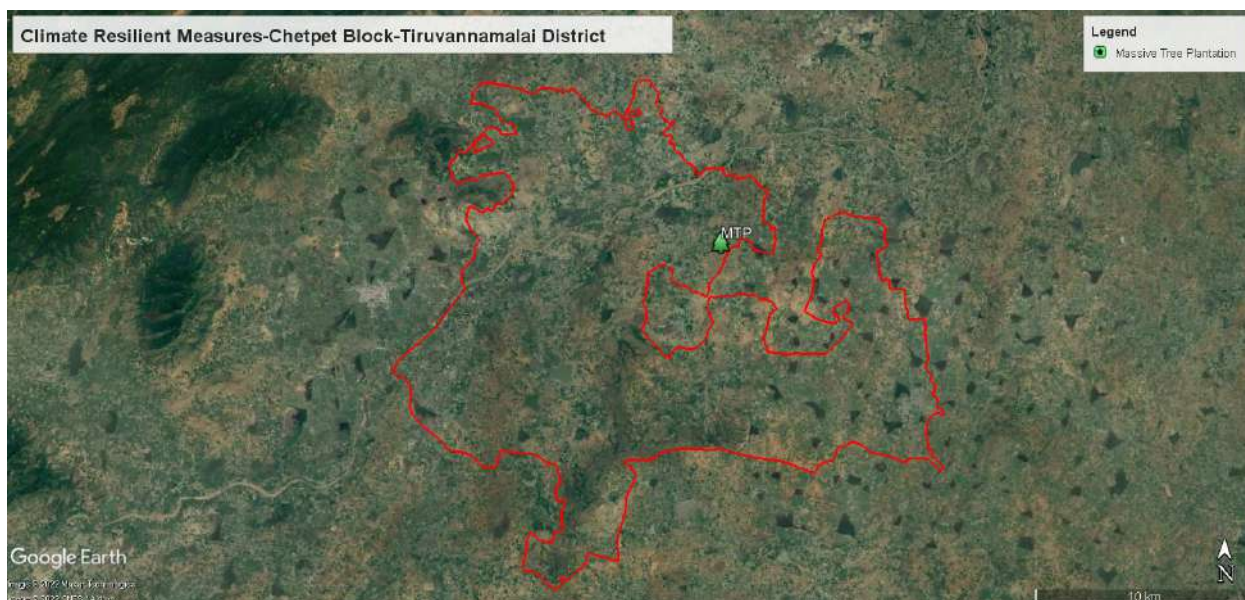 Climate Resilient Measures-Chetpet Block-Tiruvannamalai District
Legend
Massive Tree Plantation
MTP
Google Earth
N
10 km